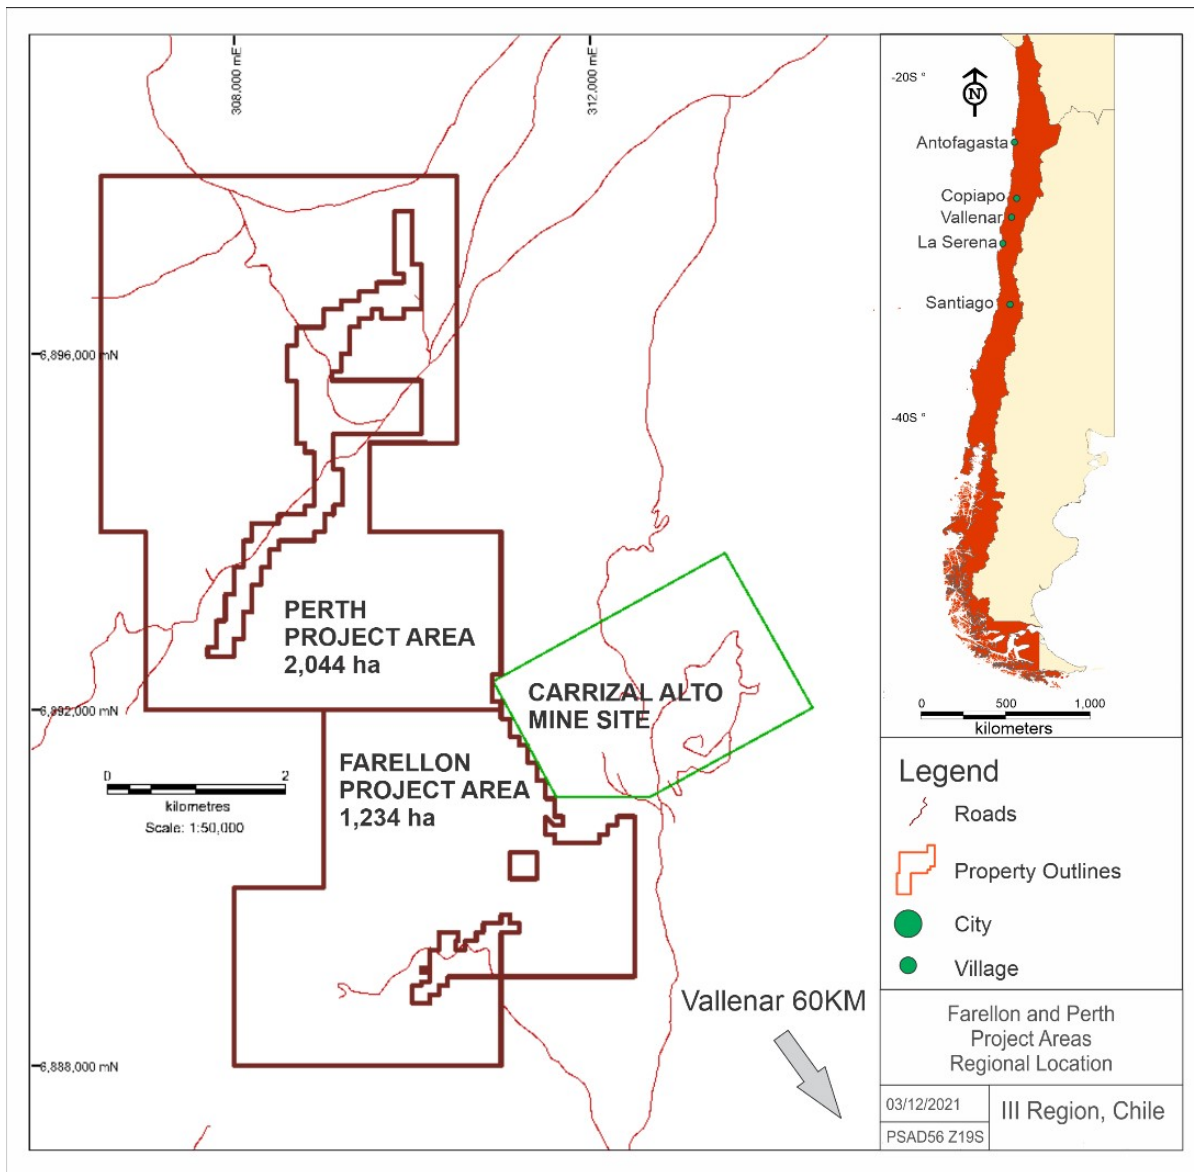 308,000 mE
312,000 mE
6,896,000 mN
6,892,000 mN
6,888,000 mN
PERTH
PROJECT AREA
2,044 ha
CARRIZAL ALTO
MINE SITE
FARELLON
PROJECT AREA
1,234 ha
0 2
kilometres
Scale: 1:50,000
Vallenar 60KM
-20S °
N
Antofagasta
Copiapo
Vallenar
La Serena
Santiago
-40S °
0 500 1,000
kilometers
Legend
Roads
Property Outlines
City
Village
Farellon and Perth
Project Areas
Regional Location
03/12/2021
PSAD56 Z19S
III Region, Chile